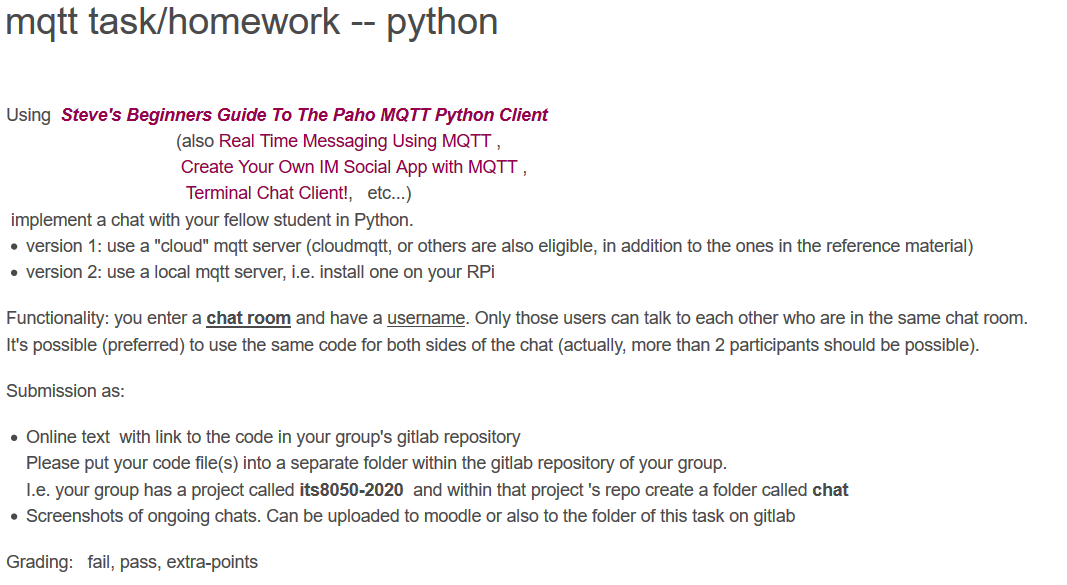 mqtt task/homework -- python
Using Steve's Beginners Guide To The Paho MQTT Python Client
(also Real Time Messaging Using MQTT ,
Create Your Own IM Social App with MQTT ,
Terminal Chat Client!, etc...)
implement a chat with your fellow student in Python.
• version 1: use a "cloud" mqtt server (cloudmqtt, or others are also eligible, in addition to the ones in the reference material)
• version 2: use a local mqtt server, i.e. install one on your RPi
Functionality: you enter a chat room and have a username. Only those users can talk to each other who are in the same chat room.
It's possible (preferred) to use the same code for both sides of the chat (actually, more than 2 participants should be possible).
Submission as:
• Online text with link to the code in your group's gitlab repository
Please put your code file(s) into a separate folder within the gitlab repository of your group.
I.e. your group has a project called its8050-2020 and within that project 's repo create a folder called chat
• Screenshots of ongoing chats. Can be uploaded to moodle or also to the folder of this task on gitlab
Grading: fail, pass, extra-points